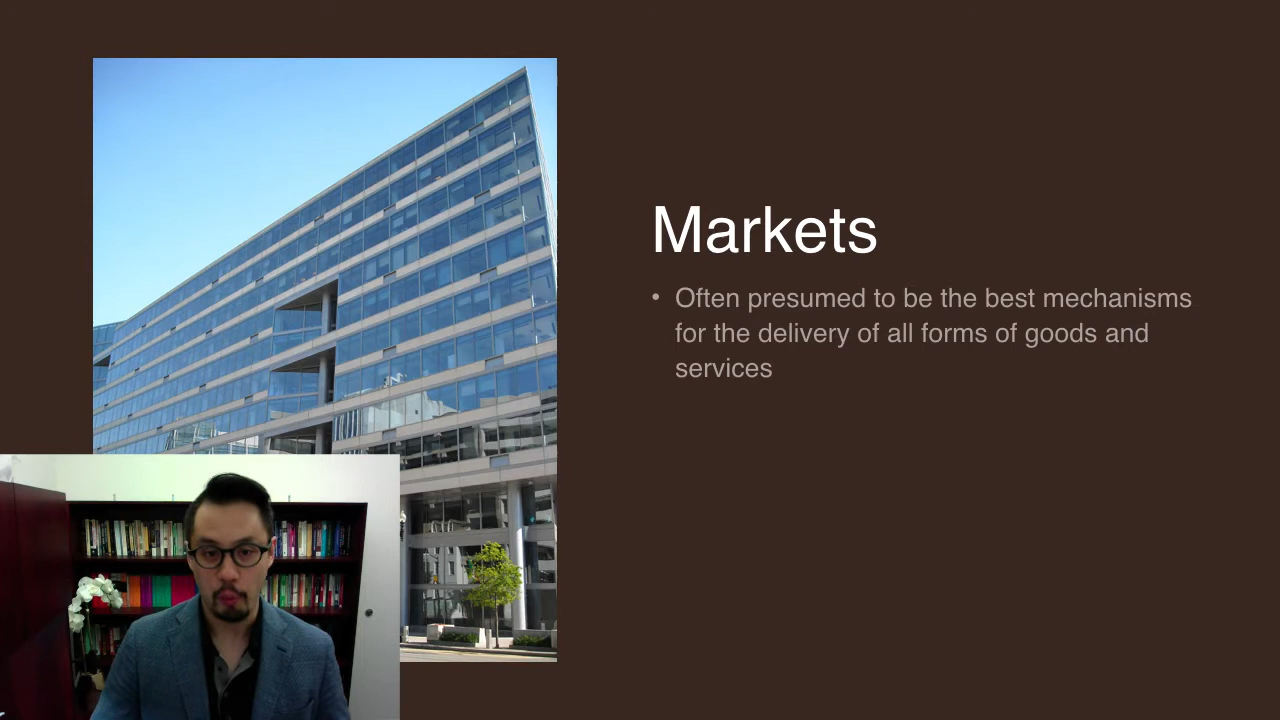 Markets
• Often presumed to be the best mechanisms
for the delivery of all forms of goods and
services